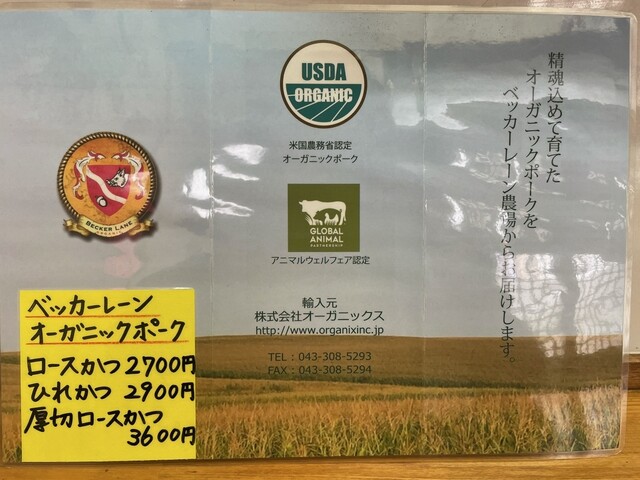 USDA
ORGANIC
米国農務省認定
オーガニックポーク
GLOBAL
ANIMAL
PARTNERSHIP
アニマルウェルフェア認定
輸入元
株式会社オーガニックス
http://www.organixinc.jp
TEL：043-308-5293
FAX：043-308-5294
精魂込めて育てた
オーガニックポークを
ベッカーレーン農場からお届けします。
BECKER LANE
ORGANIC
ベッカーレーン
オーガニックポーク
ロースかつ 2700円
ひれかつ 2900円
厚切ロースかつ
3600円